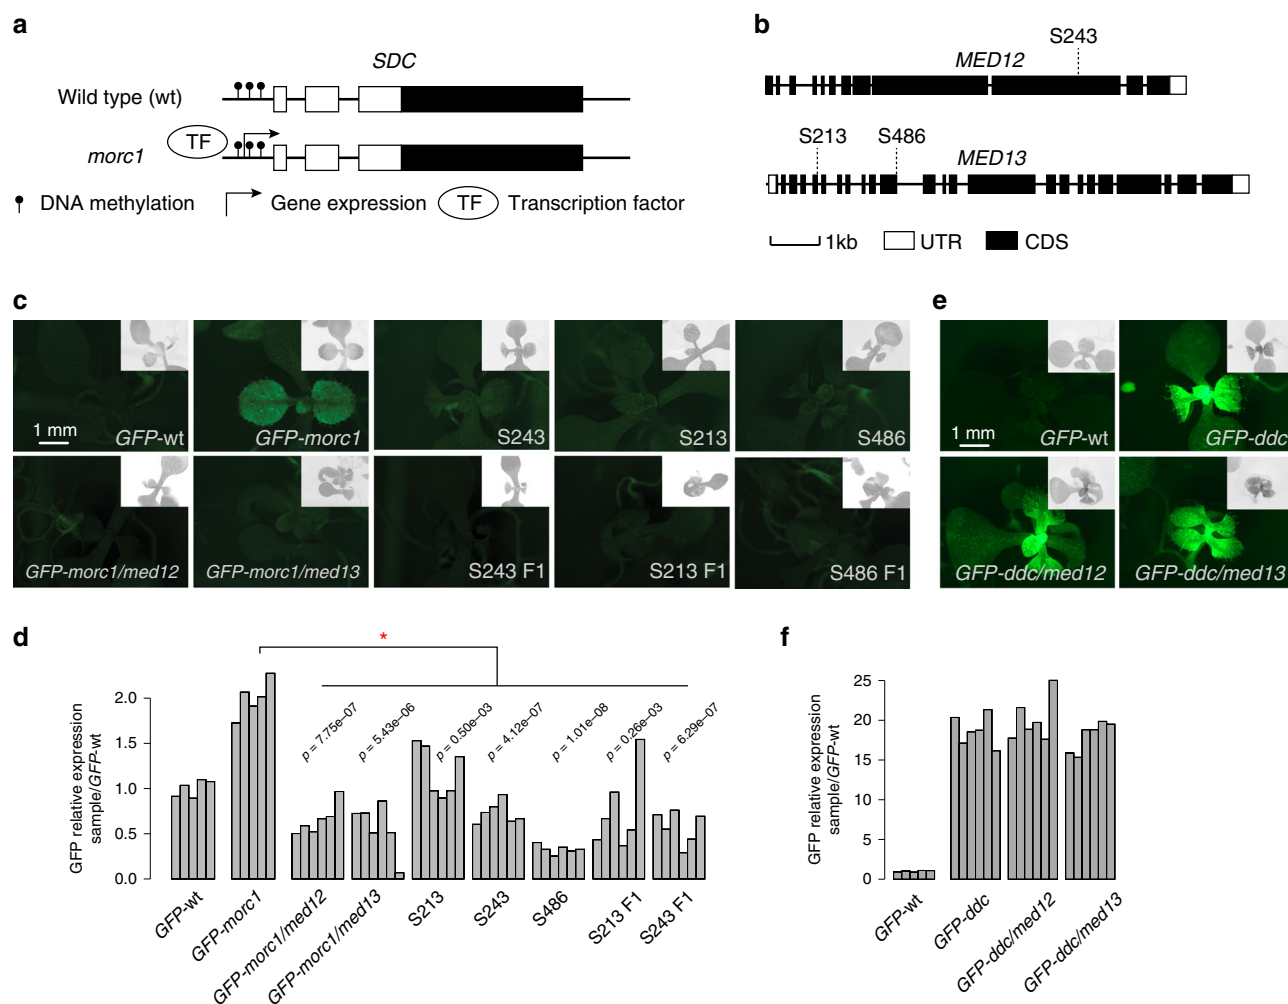 a
SDC
Wild type (wt)
TF
morc1
DNA methylation
Gene expression
TF
Transcription factor
b
S243
MED12
S213
S486
MED13
1kb
UTR
CDS
c
1 mm
GFP-wt
GFP-morc1
S243
S213
S486
GFP-morc1/med12
GFP-morc1/med13
S243 F1
S213 F1
S486 F1
e
1 mm
GFP-wt
GFP-ddc
GFP-ddc/med12
GFP-ddc/med13
d
*
GFP relative expression
sample/GFP-wt
2.0
1.5
1.0
0.5
0.0
p = 7.75e–07
p = 5.43e–06
p = 0.50e–03
p = 4.12e–07
p = 1.01e–08
p = 0.26e–03
p = 6.29e–07
GFP-wt
GFP-morc1
GFP-morc1/med12
GFP-morc1/med13
S213
S243
S486
S213 F1
S243 F1
f
GFP relative expression
sample/GFP-wt
25
20
15
10
5
0
GFP-wt
GFP-ddc
GFP-ddc/med12
GFP-ddc/med13